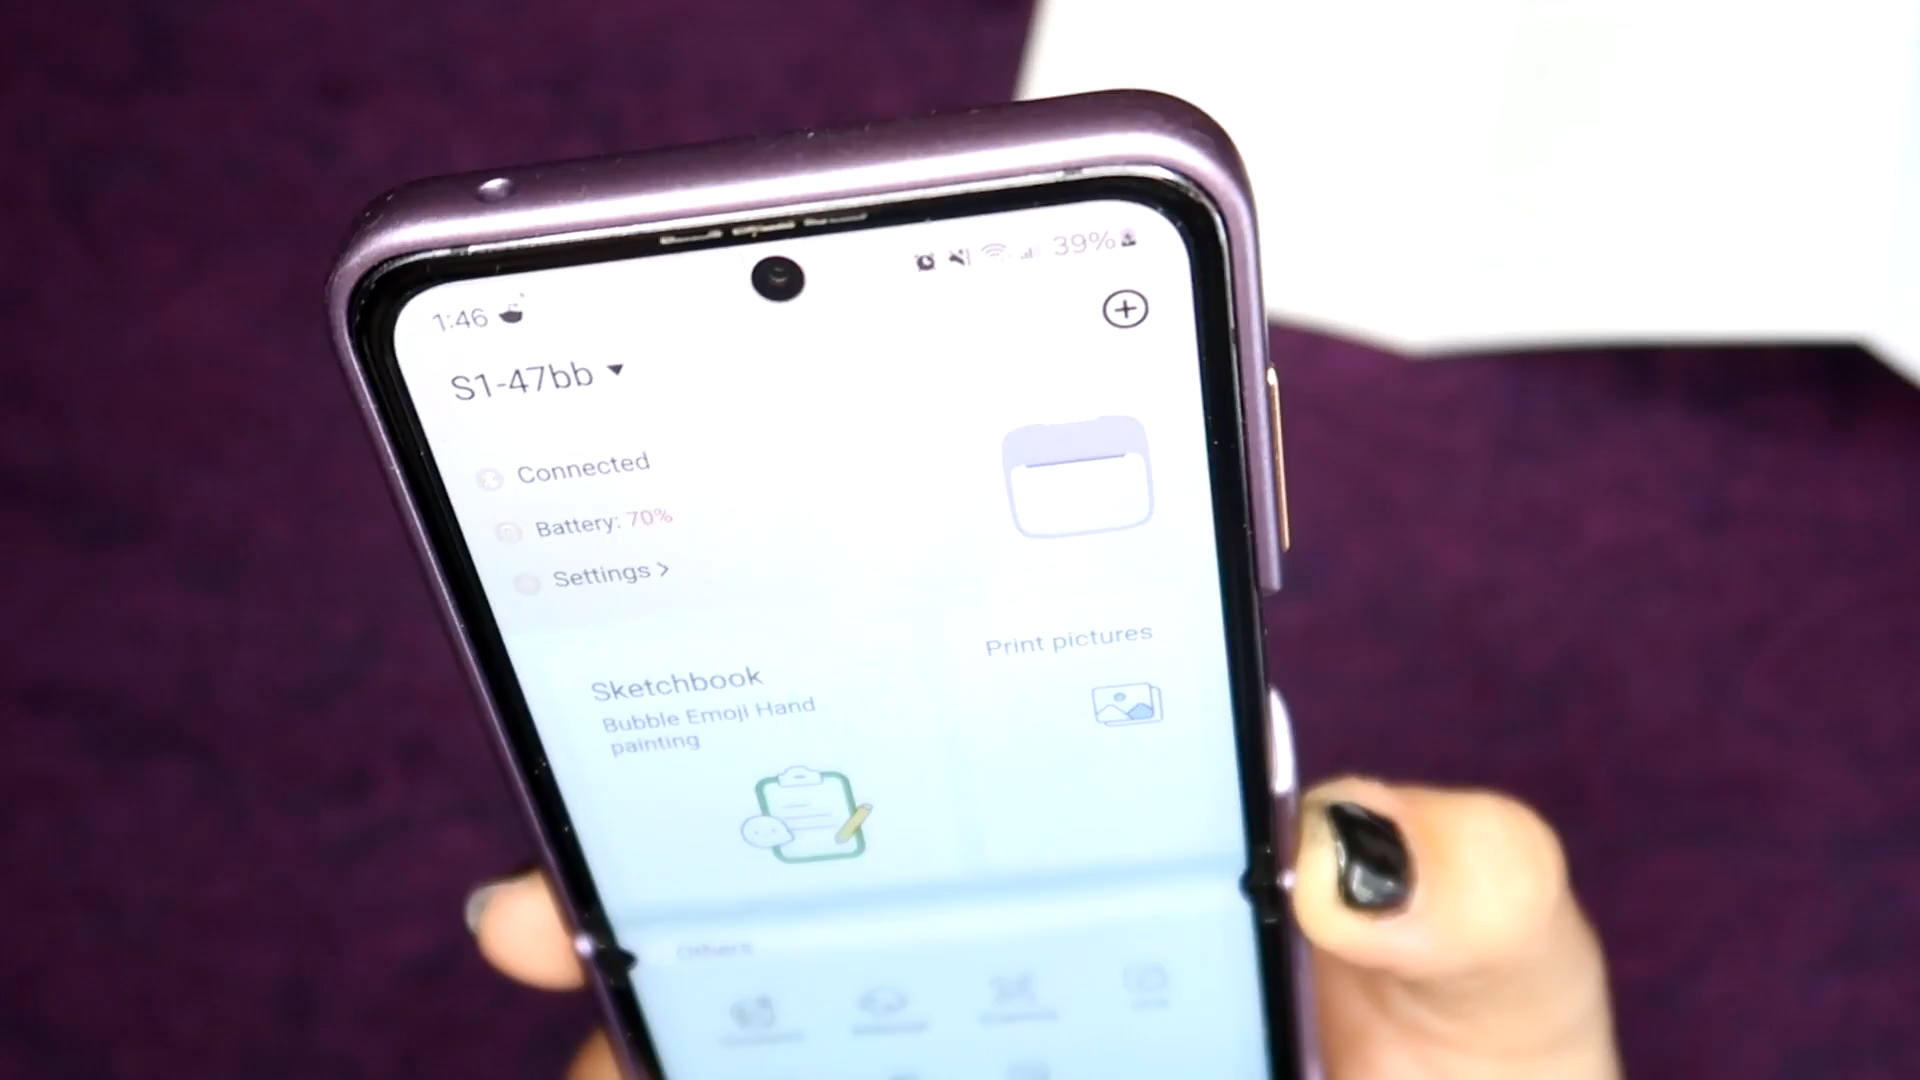 1:46
39%
S1-47bb
Connected
Battery: 70%
Settings >
Sketchbook
Bubble Emoji Hand
painting
Print pictures
Others